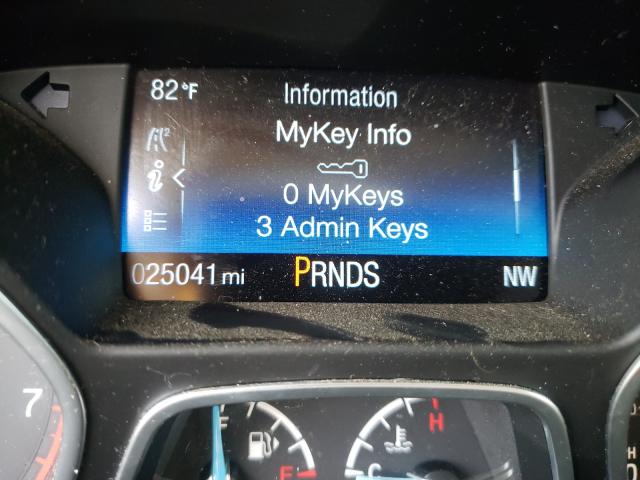 82°F
Information
MyKey Info
0 MyKeys
3 Admin Keys
025041 mi
PRNDS
NW
7
F
H
E
C
H